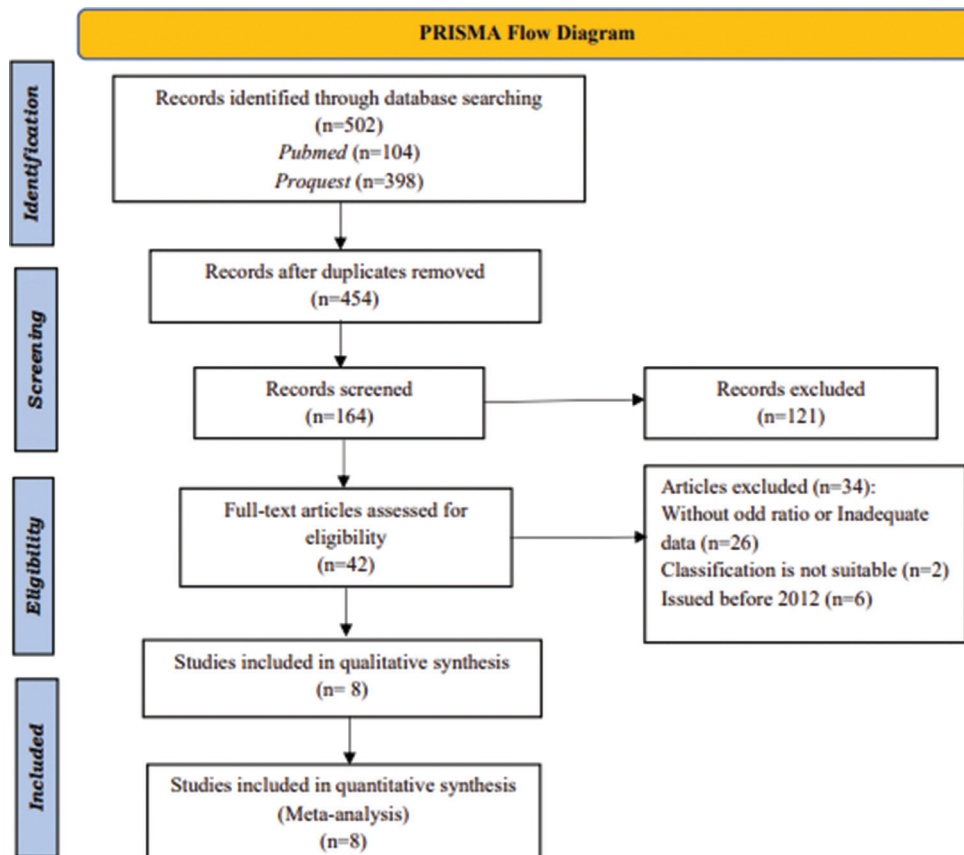 PRISMA Flow Diagram
Identification
Records identified through database searching
(n=502)
Pubmed (n=104)
Proquest (n=398)
Screening
Records after duplicates removed
(n=454)
Records screened
(n=164)
Records excluded
(n=121)
Eligibility
Full-text articles assessed for
eligibility
(n=42)
Articles excluded (n=34):
Without odd ratio or Inadequate
data (n=26)
Classification is not suitable (n=2)
Issued before 2012 (n=6)
Studies included in qualitative synthesis
(n= 8)
Included
Studies included in quantitative synthesis
(Meta-analysis)
(n=8)